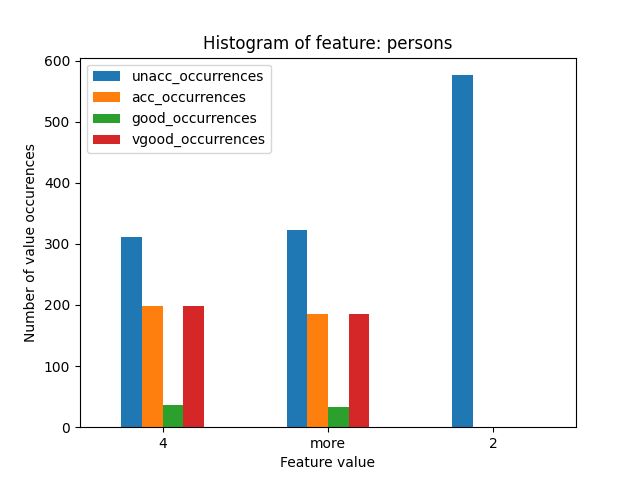 Histogram of feature: persons
unacc_occurrences
acc_occurrences
good_occurrences
vgood_occurrences
Number of value occurences
600
500
400
300
200
100
0
4 more 2
Feature value